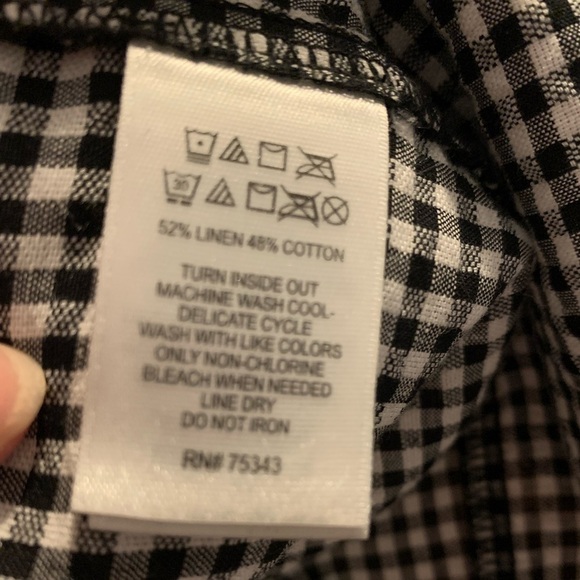 30
52% LINEN 48% COTTON
TURN INSIDE OUT
MACHINE WASH COOL-
DELICATE CYCLE
WASH WITH LIKE COLORS
ONLY NON-CHLORINE
BLEACH WHEN NEEDED
LINE DRY
DO NOT IRON
RN# 75343